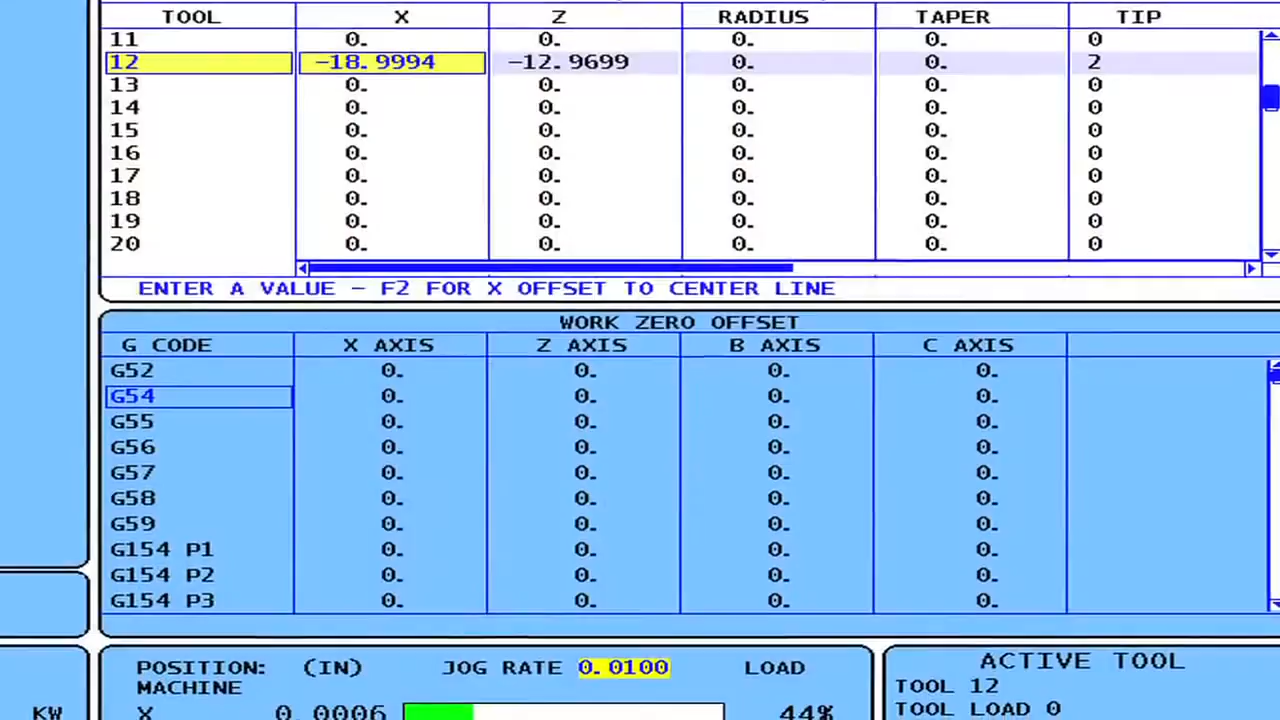 TOOL X Z RADIUS TAPER TIP
11 0. 0. 0. 0. 0
12 -18.9994 -12.9699 0. 0. 2
13 0. 0. 0. 0. 0
14 0. 0. 0. 0. 0
15 0. 0. 0. 0. 0
16 0. 0. 0. 0. 0
17 0. 0. 0. 0. 0
18 0. 0. 0. 0. 0
19 0. 0. 0. 0. 0
20 0. 0. 0. 0. 0
ENTER A VALUE - F2 FOR X OFFSET TO CENTER LINE
WORK ZERO OFFSET
G CODE X AXIS Z AXIS B AXIS C AXIS
G52 0. 0. 0. 0.
G54 0. 0. 0. 0.
G55 0. 0. 0. 0.
G56 0. 0. 0. 0.
G57 0. 0. 0. 0.
G58 0. 0. 0. 0.
G59 0. 0. 0. 0.
G154 P1 0. 0. 0. 0.
G154 P2 0. 0. 0. 0.
G154 P3 0. 0. 0. 0.
POSITION: (IN) JOG RATE 0.0100 LOAD
MACHINE
X 0.0006 44%
ACTIVE TOOL
TOOL 12
TOOL LOAD 0
KW